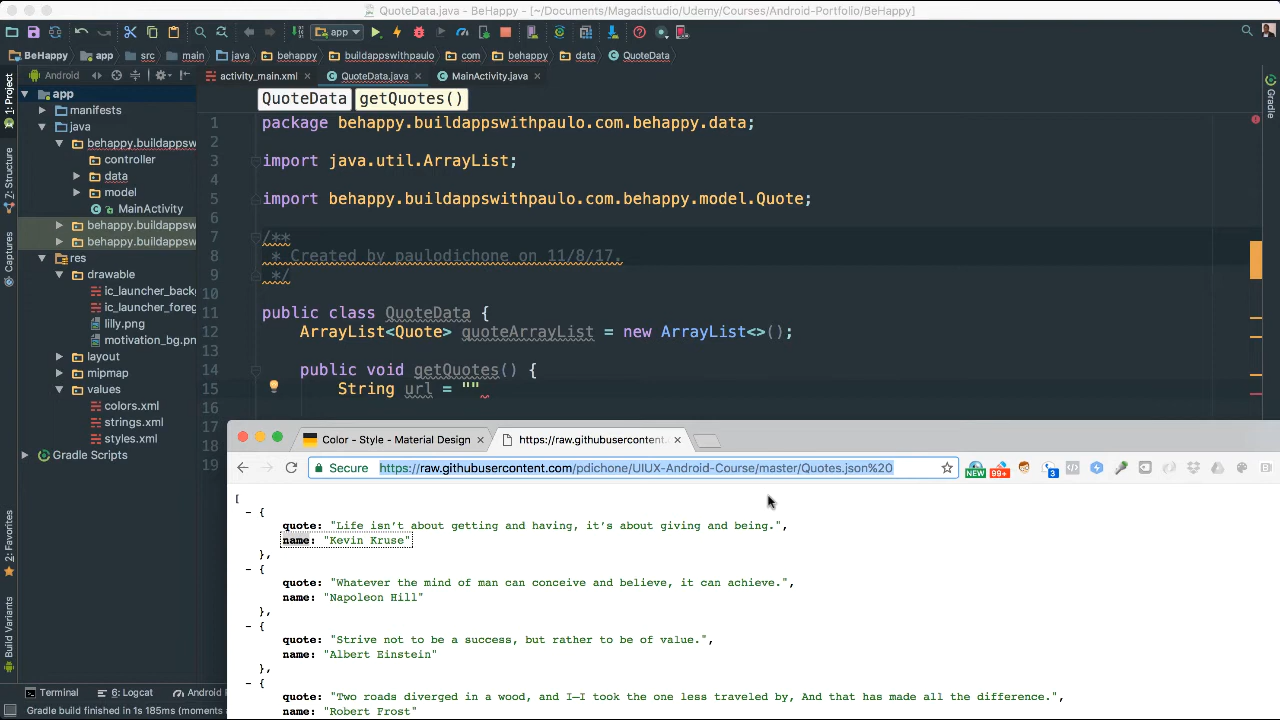 QuoteData.java - BeHappy - [~/Documents/Magadistudio/Udemy/Courses/Android-Portfolio/BeHappy]
app
BeHappy app src main java behappy buildappswithpaulo com behappy data QuoteData
Android
activity_main.xml QuoteData.java MainActivity.java
1: Project
Z: Structure
Captures
2: Favorites
Build Variants
Gradle
app
manifests
java
behappy.buildappsw
controller
data
model
MainActivity
behappy.buildappsw
behappy.buildappsw
res
drawable
ic_launcher_back
ic_launcher_foreg
lilly.png
motivation_bg.pn
layout
mipmap
values
colors.xml
strings.xml
styles.xml
Gradle Scripts
QuoteData getQuotes()
1 package behappy.buildappswithpaulo.com.behappy.data;
2
3 import java.util.ArrayList;
4
5 import behappy.buildappswithpaulo.com.behappy.model.Quote;
6
7 /**
8 * Created by paulodichone on 11/8/17.
9 */
10
11 public class QuoteData {
12 ArrayList<Quote> quoteArrayList = new ArrayList<>();
13
14 public void getQuotes() {
15 String url = ""
16
17
18
19
Color - Style - Material Design https://raw.githubusercontent.
Secure https://raw.githubusercontent.com/pdichone/UIUX-Android-Course/master/Quotes.json%20
NEW 99+ 3
[
- {
quote: "Life isn’t about getting and having, it’s about giving and being.",
name: "Kevin Kruse"
},
- {
quote: "Whatever the mind of man can conceive and believe, it can achieve.",
name: "Napoleon Hill"
},
- {
quote: "Strive not to be a success, but rather to be of value.",
name: "Albert Einstein"
},
- {
quote: "Two roads diverged in a wood, and I—I took the one less traveled by, And that has made all the difference.",
name: "Robert Frost"
Terminal 6: Logcat Android
Gradle build finished in 1s 185ms (moments